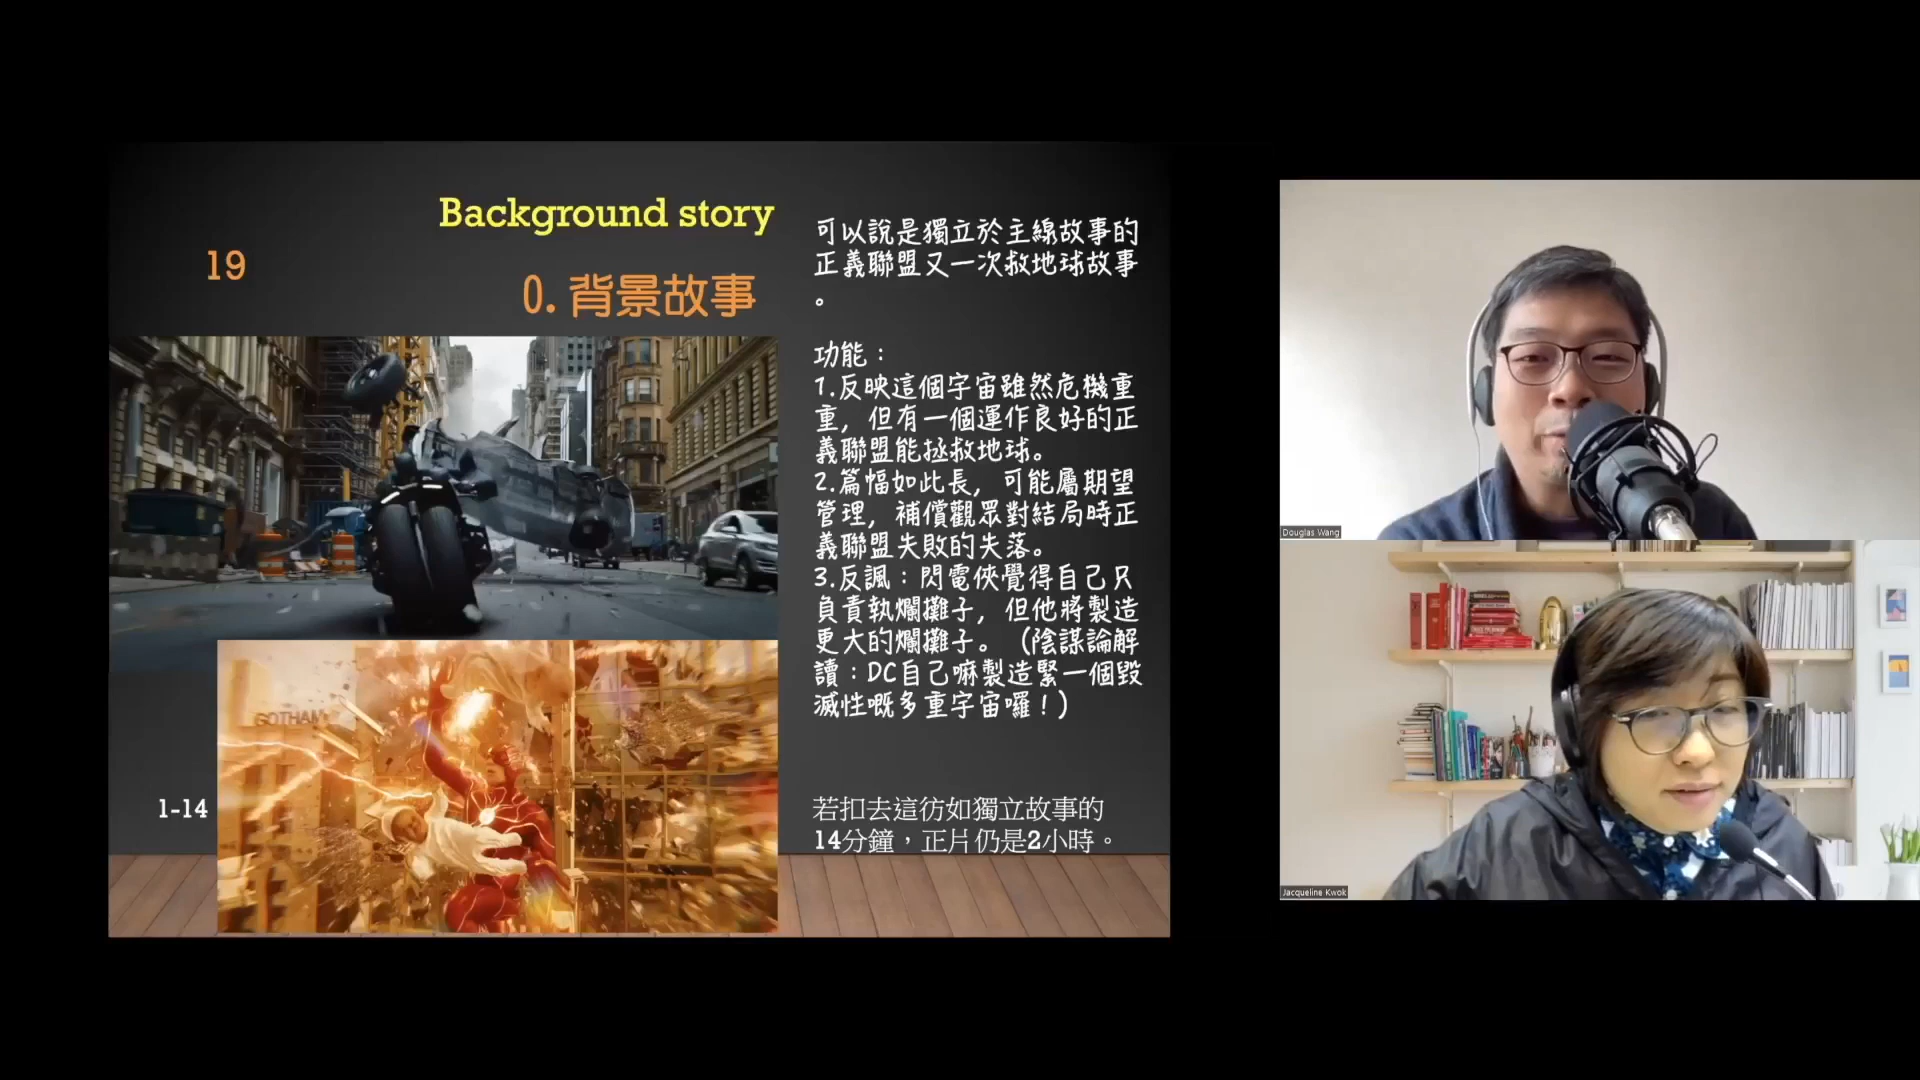 Background story
19
0. 背景故事
可以說是獨立於主線故事的
正義聯盟又一次救地球故事
。
功能：
1.反映這個宇宙雖然危機重
重，但有一個運作良好的正
義聯盟能拯救地球。
2.篇幅如此長，可能屬期望
管理，補償觀眾對結局時正
義聯盟失敗的失落。
3.反諷：閃電俠覺得自己只
負責執爛攤子，但他將製造
更大的爛攤子。（陰謀論解
讀：DC自己嘛製造緊一個毀
滅性嘅多重宇宙囉！)
GOTHAM
1-14
若扣去這彷如獨立故事的
14分鐘，正片仍是2小時。
Douglas Wang
Jacqueline Kwok